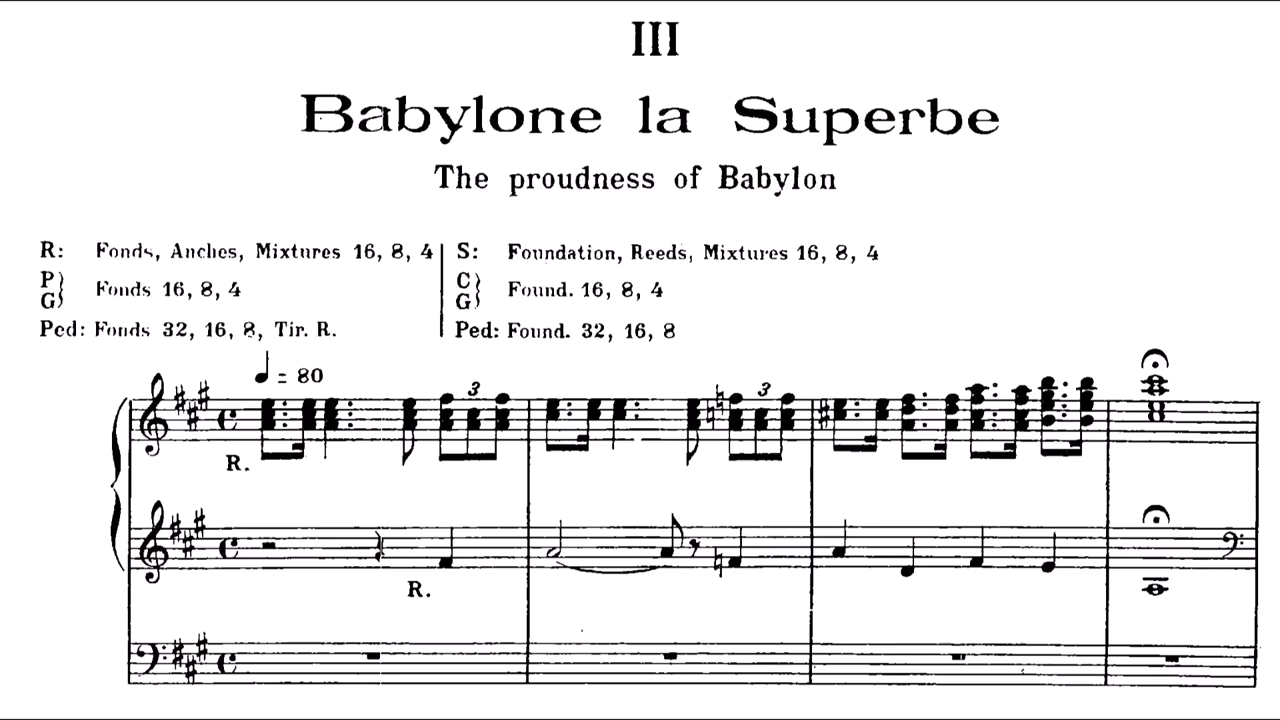 III
Babylone la Superbe
The proudness of Babylon
R: Fonds, Anches, Mixtures 16, 8, 4
P} G} Fonds 16, 8, 4
Ped: Fonds 32, 16, 8, Tir. R.
S: Foundation, Reeds, Mixtures 16, 8, 4
C} G} Found. 16, 8, 4
Ped: Found. 32, 16, 8
♩ = 80
3
3
R.
R.